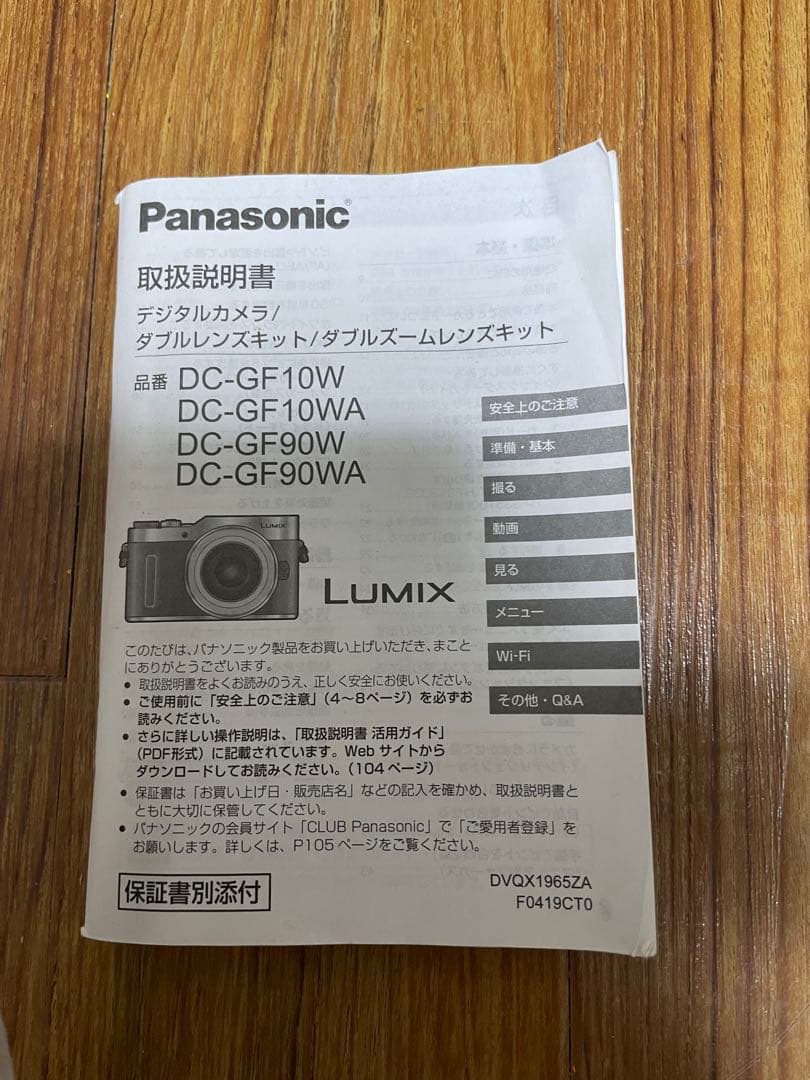 Panasonic®
取扱説明書
デジタルカメラ/
ダブルレンズキット/ダブルズームレンズキット
品番 DC-GF10W
DC-GF10WA
DC-GF90W
DC-GF90WA
LUMIX
LUMIX
安全上のご注意
準備・基本
撮る
動画
見る
メニュー
Wi-Fi
その他・Q&A
このたびは、パナソニック製品をお買い上げいただき、まこと
にありがとうございます。
● 取扱説明書をよくお読みのうえ、正しく安全にお使いください。
● ご使用前に「安全上のご注意」(4~8ページ)を必ずお
読みください。
● さらに詳しい操作説明は、「取扱説明書 活用ガイド」
(PDF形式)に記載されています。Web サイトから
ダウンロードしてお読みください。(104 ページ)
● 保証書は「お買い上げ日・販売店名」などの記入を確かめ、取扱説明書と
ともに大切に保管してください。
● パナソニックの会員サイト「CLUB Panasonic」で「ご愛用者登録」を
お願いします。詳しくは、P105 ページをご覧ください。
保証書別添付
DVQX1965ZA
F0419CT0